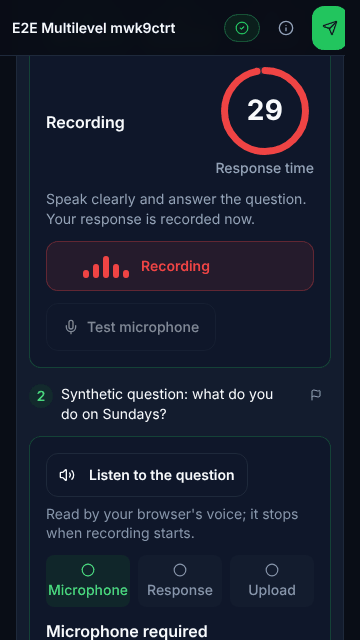 E2E Multilevel mwk9ctrt
Recording
29
Response time
Speak clearly and answer the question.
Your response is recorded now.
Recording
Test microphone
2 Synthetic question: what do you
do on Sundays?
Listen to the question
Read by your browser's voice; it stops
when recording starts.
Microphone Response Upload
Microphone required